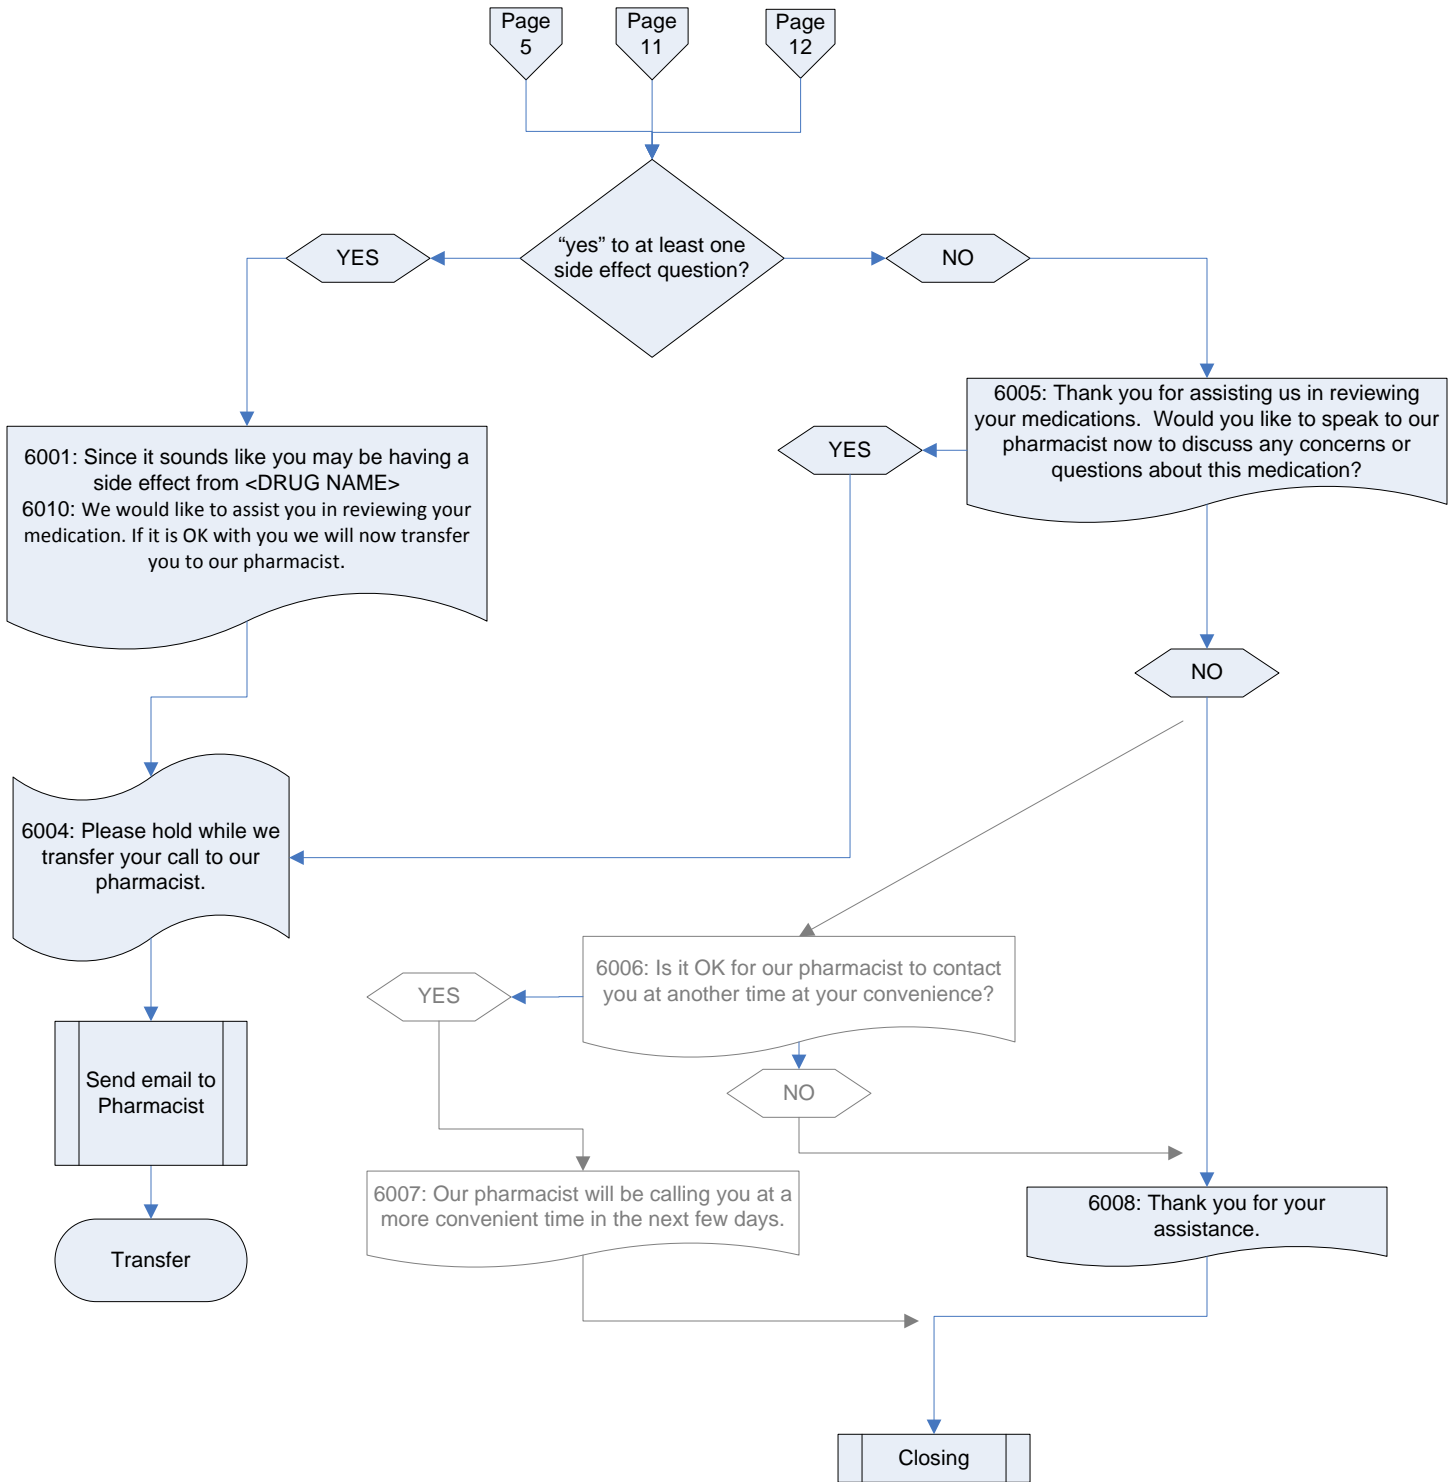 Page
5
Page
11
Page
12
“yes” to at least one
side effect question?
YES
NO
6001: Since it sounds like you may be having a
side effect from <DRUG NAME>
6010: We would like to assist you in reviewing your
medication. If it is OK with you we will now transfer
you to our pharmacist.
6005: Thank you for assisting us in reviewing
your medications.  Would you like to speak to our
pharmacist now to discuss any concerns or
questions about this medication?
YES
NO
6004: Please hold while we
transfer your call to our
pharmacist.
6006: Is it OK for our pharmacist to contact
you at another time at your convenience?
YES
NO
Send email to
Pharmacist
6007: Our pharmacist will be calling you at a
more convenient time in the next few days.
6008: Thank you for your
assistance.
Transfer
Closing